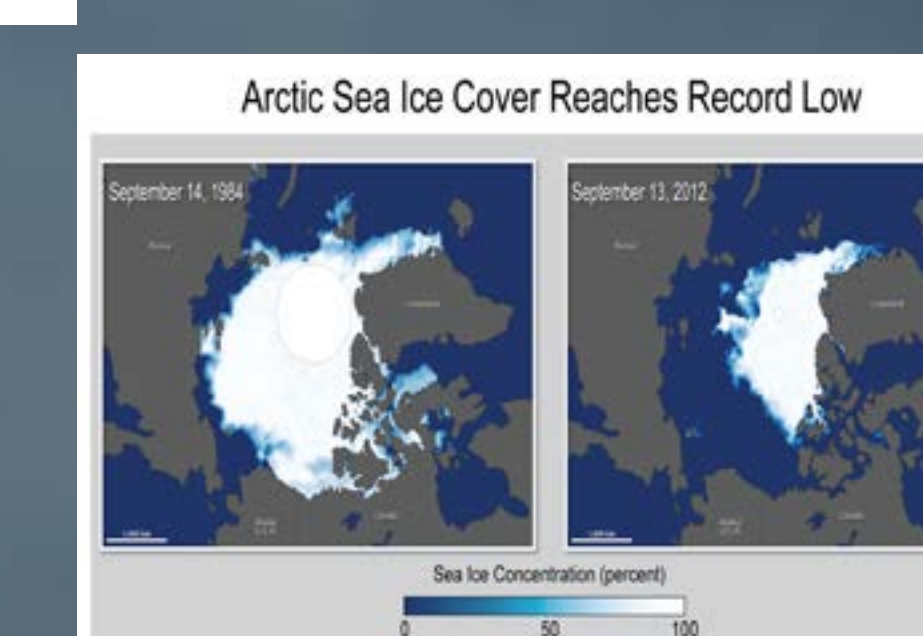 Arctic Sea Ice Cover Reaches Record Low
September 14, 1984
September 13, 2012
Sea Ice Concentration (percent)
0 50 100